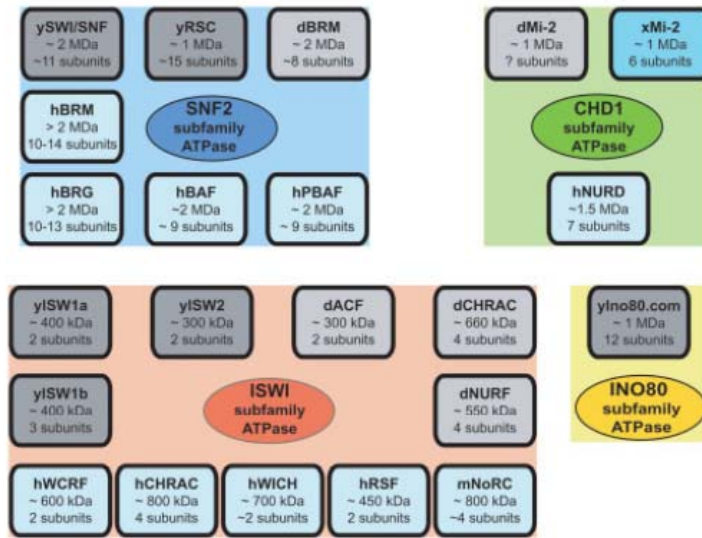 ySWI/SNF
~ 2 MDa
~11 subunits
yRSC
~ 1 MDa
~15 subunits
dBRM
~ 2 MDa
~8 subunits
hBRM
> 2 MDa
10-14 subunits
SNF2
subfamily
ATPase
hBRG
> 2 MDa
10-13 subunits
hBAF
~2 MDa
~ 9 subunits
hPBAF
~ 2 MDa
~ 9 subunits
dMi-2
~ 1 MDa
? subunits
xMi-2
~ 1 MDa
6 subunits
CHD1
subfamily
ATPase
hNURD
~1.5 MDa
7 subunits
yISW1a
~ 400 kDa
2 subunits
yISW2
~ 300 kDa
2 subunits
dACF
~ 300 kDa
2 subunits
dCHRAC
~ 660 kDa
4 subunits
yISW1b
~ 400 kDa
3 subunits
ISWI
subfamily
ATPase
dNURF
~ 550 kDa
4 subunits
hWCRF
~ 600 kDa
2 subunits
hCHRAC
~ 800 kDa
4 subunits
hWICH
~ 700 kDa
~2 subunits
hRSF
~ 450 kDa
2 subunits
mNoRC
~ 800 kDa
~4 subunits
yIno80.com
~ 1 MDa
12 subunits
INO80
subfamily
ATPase